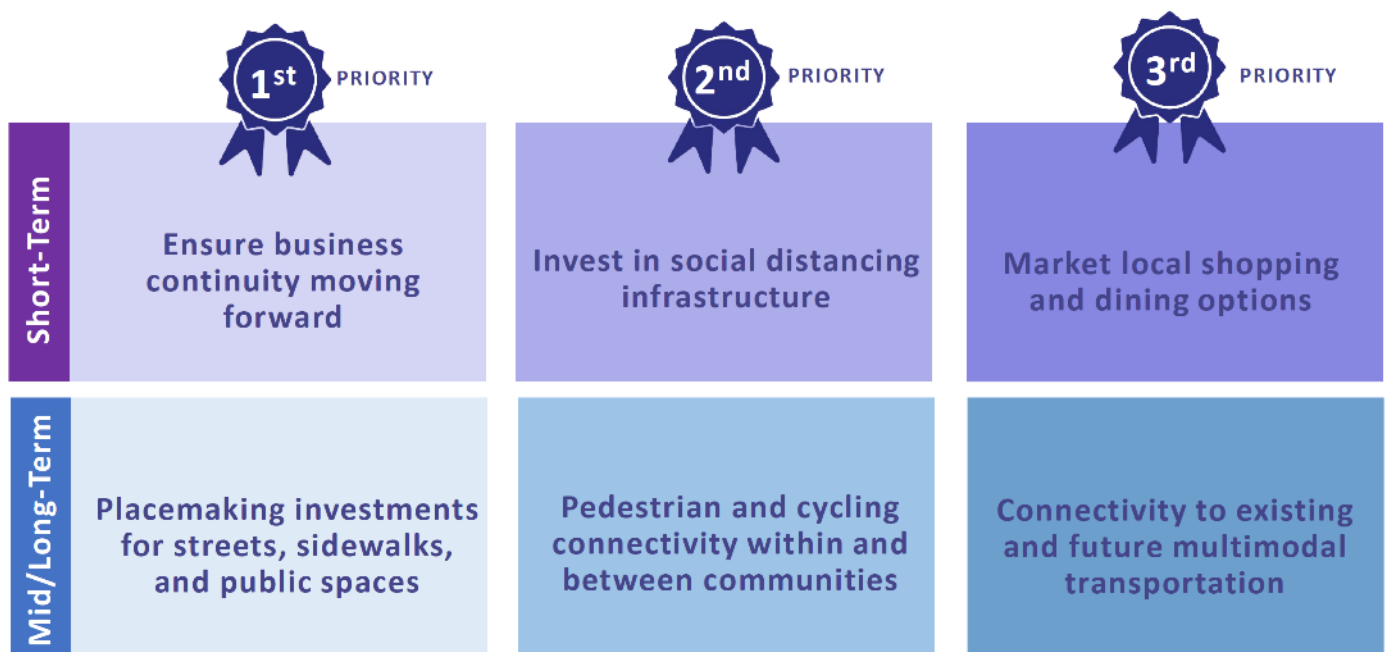 1st PRIORITY
2nd PRIORITY
3rd PRIORITY
Short-Term
Ensure business
continuity moving
forward
Invest in social distancing
infrastructure
Market local shopping
and dining options
Mid/Long-Term
Placemaking investments
for streets, sidewalks,
and public spaces
Pedestrian and cycling
connectivity within and
between communities
Connectivity to existing
and future multimodal
transportation